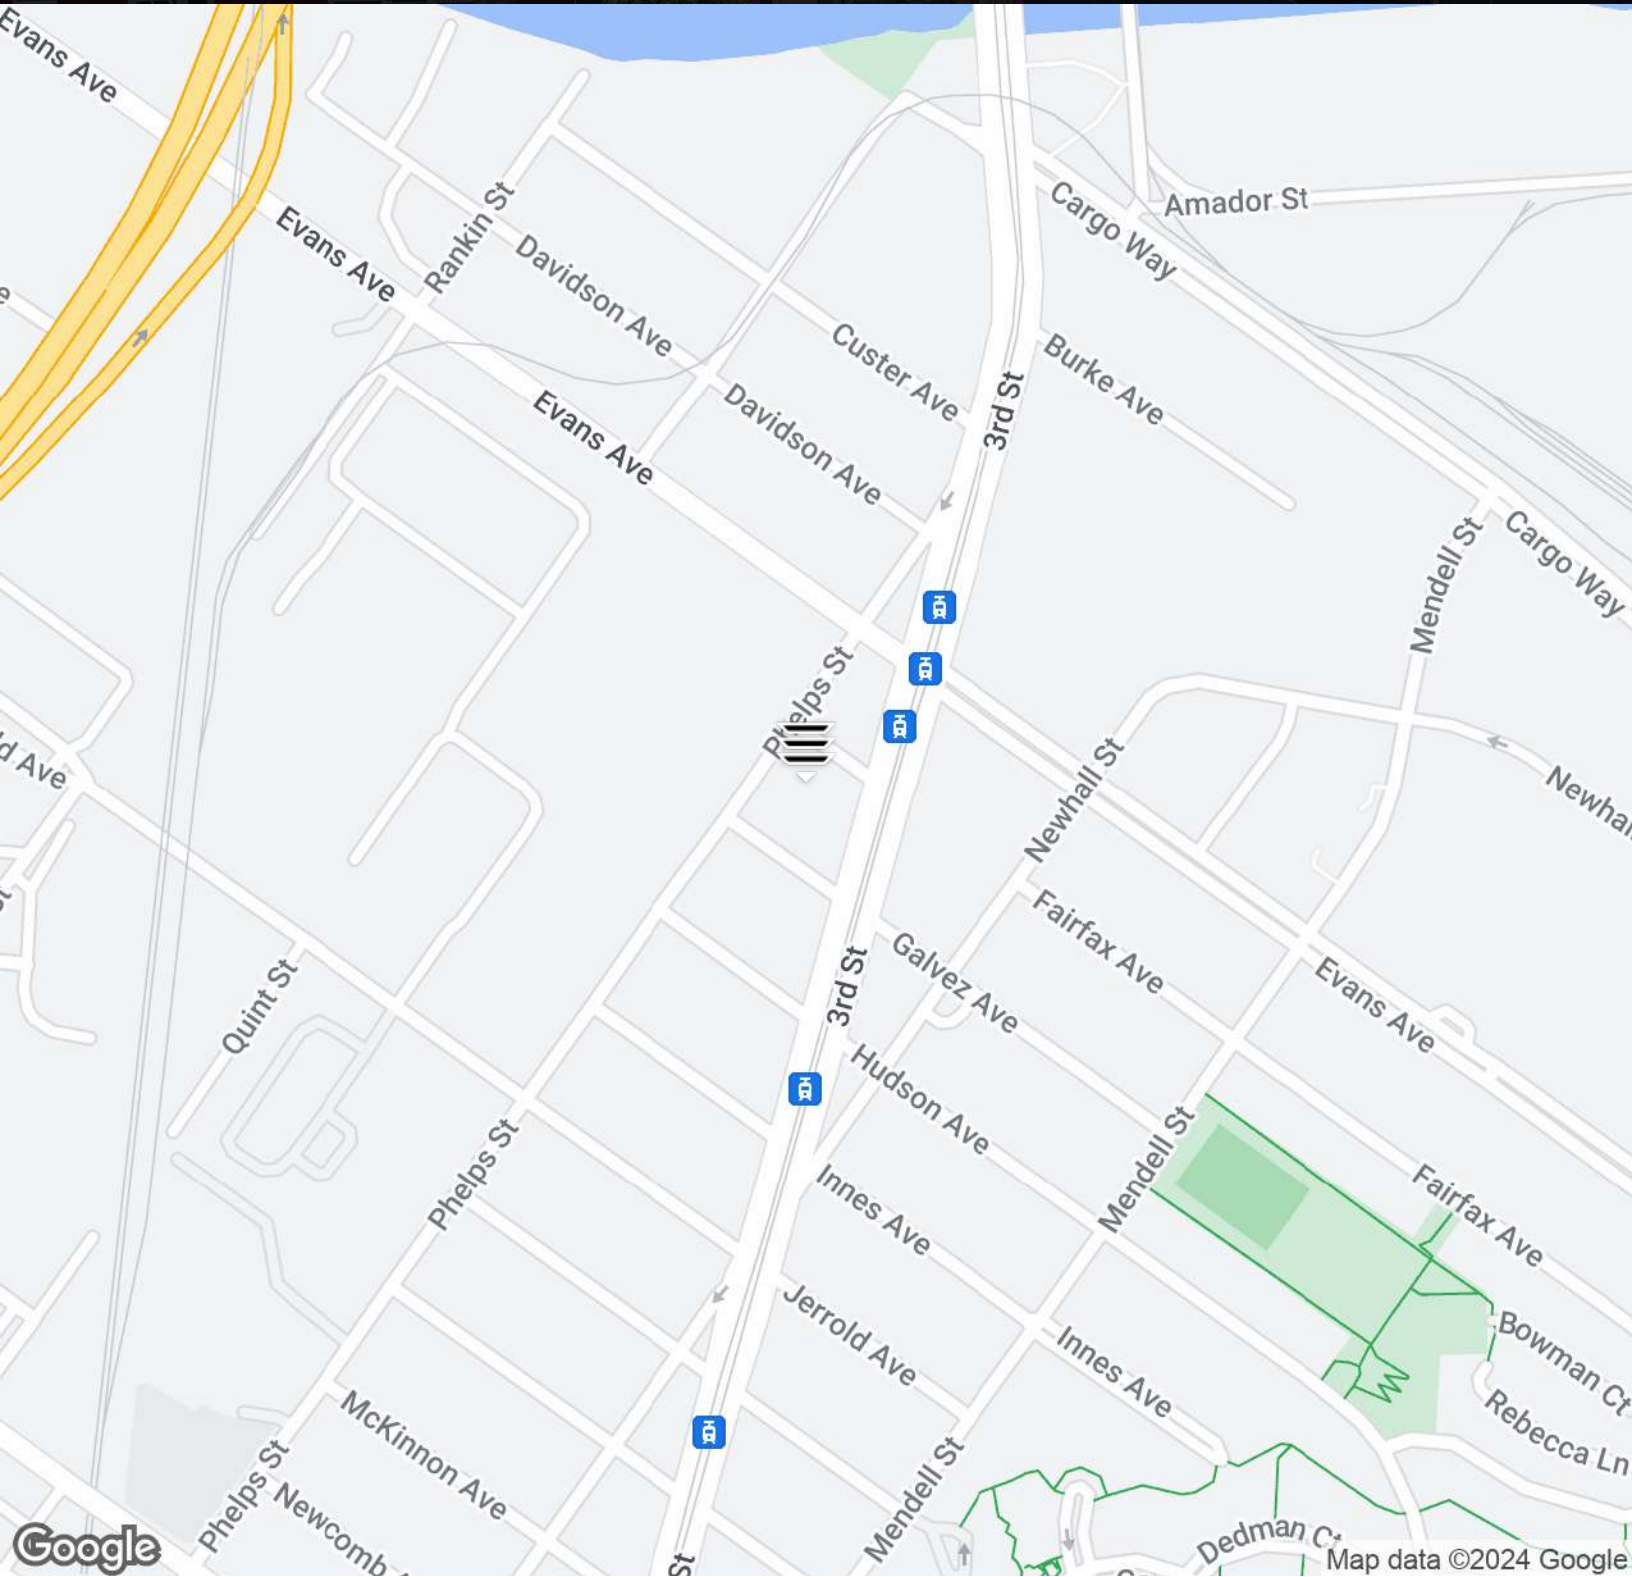 Evans Ave
Rankin St
Amador St
Cargo Way
Evans Ave
Davidson Ave
Custer Ave
Burke Ave
3rd St
Evans Ave
Davidson Ave
Mendell St
Cargo Way
Phelps St
Newhall St
Fairfax Ave
Galvez Ave
3rd St
Quint St
Hudson Ave
Evans Ave
Mendell St
Phelps St
Innes Ave
Fairfax Ave
Jerrold Ave
Innes Ave
Bowman Ct
Rebecca Ln
McKinnon Ave
Mendell St
Phelps St
Newcomb
Dedman Ct
St
Google
Map data ©2024 Google